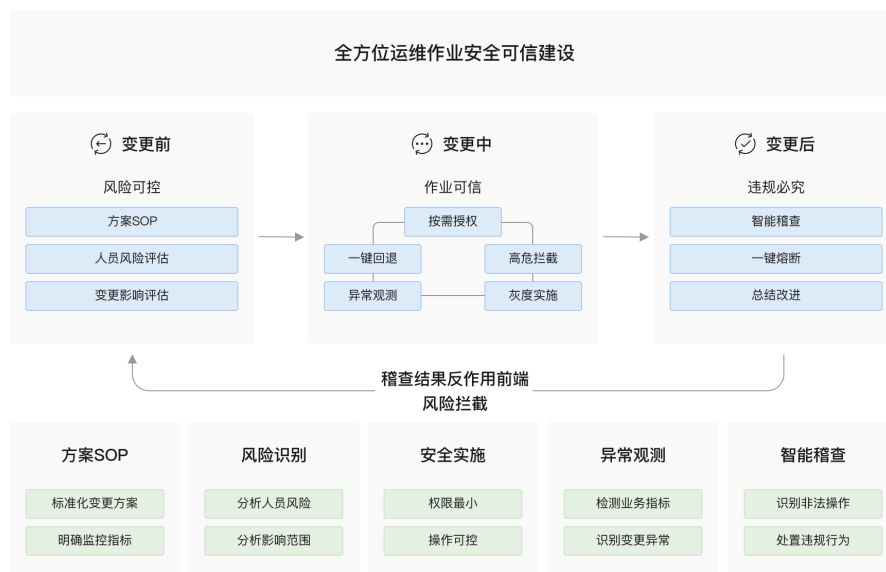 全方位运维作业安全可信建设
变更前
风险可控
方案SOP
人员风险评估
变更影响评估
变更中
作业可信
按需授权
一键回退
高危拦截
异常观测
灰度实施
变更后
违规必究
智能稽查
一键熔断
总结改进
稽查结果反作用前端
风险拦截
方案SOP
标准化变更方案
明确监控指标
风险识别
分析人员风险
分析影响范围
安全实施
权限最小
操作可控
异常观测
检测业务指标
识别变更异常
智能稽查
识别非法操作
处置违规行为